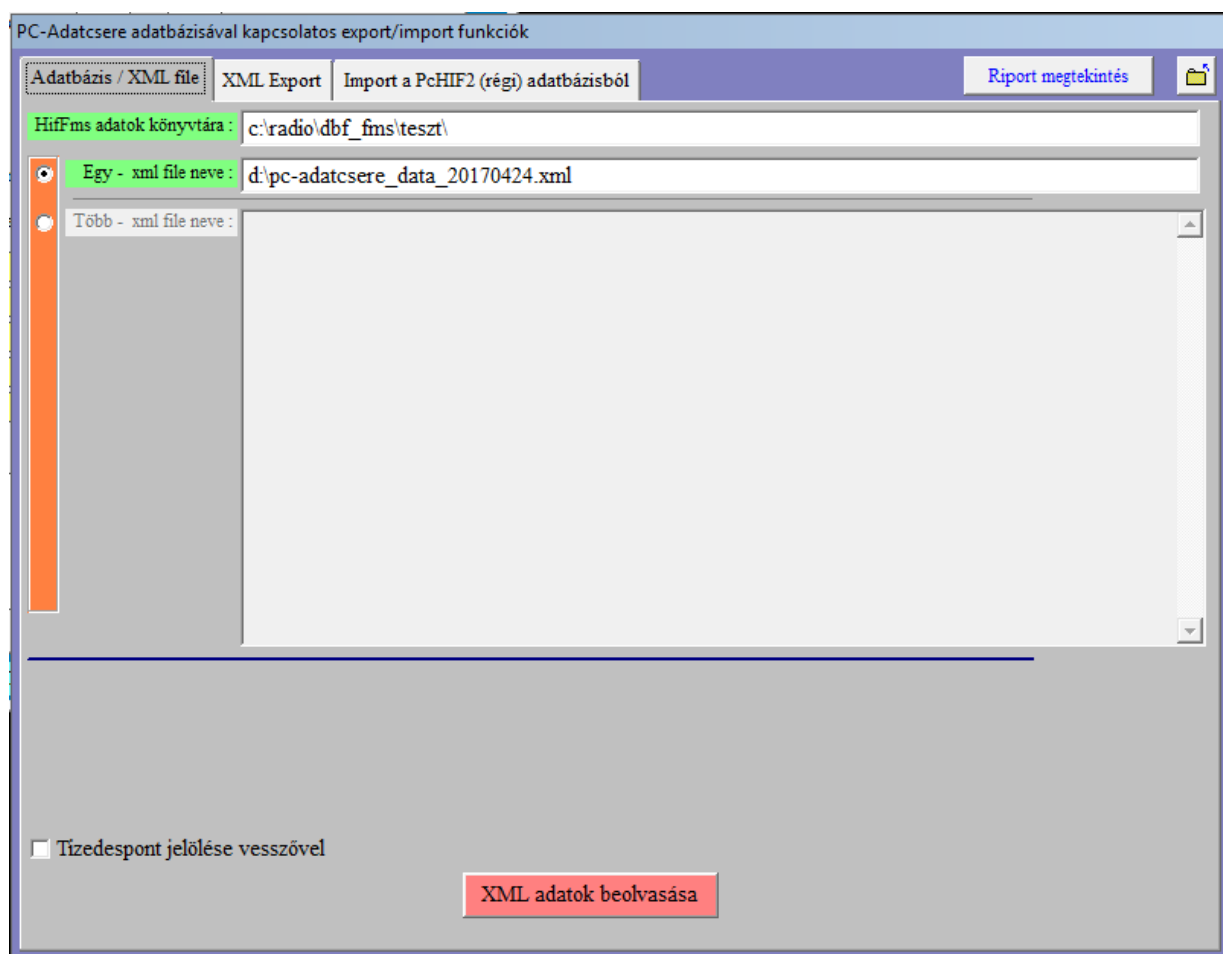 PC-Adatcsere adatbázisával kapcsolatos export/import funkciók
Adatbázis / XML file XML Export Import a PcHIF2 (régi) adatbázisból Riport megtekintés
HifFms adatok könyvtára : c:\radio\dbf_fms\teszt\
Egy - xml file neve : d:\pc-adatcsere_data_20170424.xml
Több - xml file neve :
Tizedespont jelölése vesszővel
XML adatok beolvasása